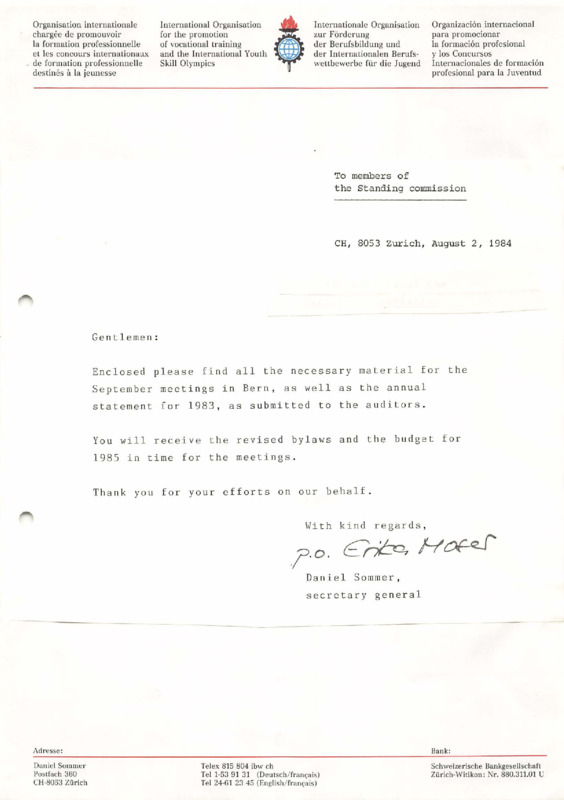 Organisation internationale
chargée de promouvoir
la formation professionelle
et les concours internationaux
de formation professionnelle
destinés à la jeunesse
International Organisation
for the promotion
of vocational training
and the International Youth
Skill Olympics
Internationale Organisation
zur Förderung
der Berufsbildung und
der Internationalen Berufs-
wettbewerbe für die Jugend
Organización internacional
para promocionar
la formación profesional
y los Concursos
Internacionales de formación
profesional para la Juventud
To members of
the Standing commission
CH, 8053 Zurich, August 2, 1984
Gentlemen:
Enclosed please find all the necessary material for the
September meetings in Bern, as well as the annual
statement for 1983, as submitted to the auditors.
You will receive the revised bylaws and the budget for
1985 in time for the meetings.
Thank you for your efforts on our behalf.
With kind regards,
p.o. Erika Moser
Daniel Sommer,
secretary general
Adresse:
Daniel Sommer
Postfach 360
CH-8053 Zürich
Telex 815 804 ibw ch
Tel 1-53 91 31 (Deutsch/français)
Tel 24-61 23 45 (English/français)
Bank:
Schweizerische Bankgesellschaft
Zürich-Witikon: Nr. 880.311.01 U